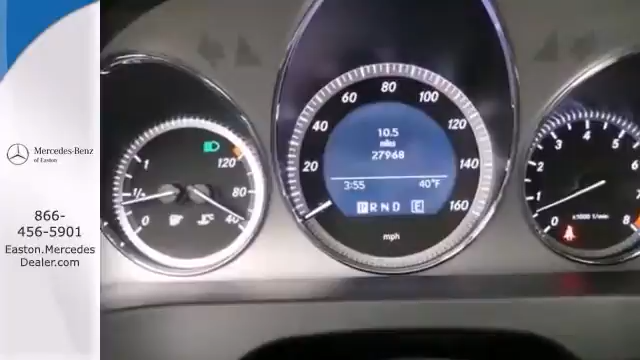 Mercedes-Benz
of Easton
866-
456-5901
Easton.Mercedes
Dealer.com
1
1/2
0
120
80
40
20
40
60
80
100
120
140
160
10.5
miles
27968
3:55 40°F
P R N D E
mph
0
1
2
3
4
5
6
8
x1000 1/min